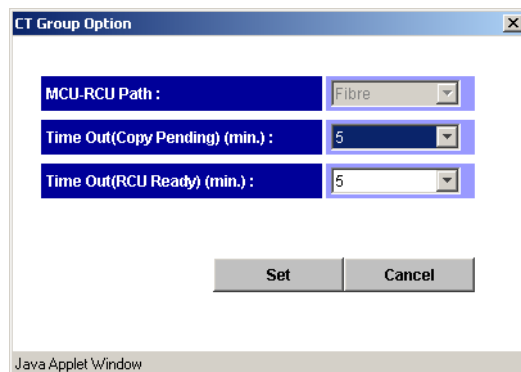 CT Group Option
MCU-RCU Path : Fibre
Time Out(Copy Pending) (min.) : 5
Time Out(RCU Ready) (min.) : 5
Set Cancel
Java Applet Window